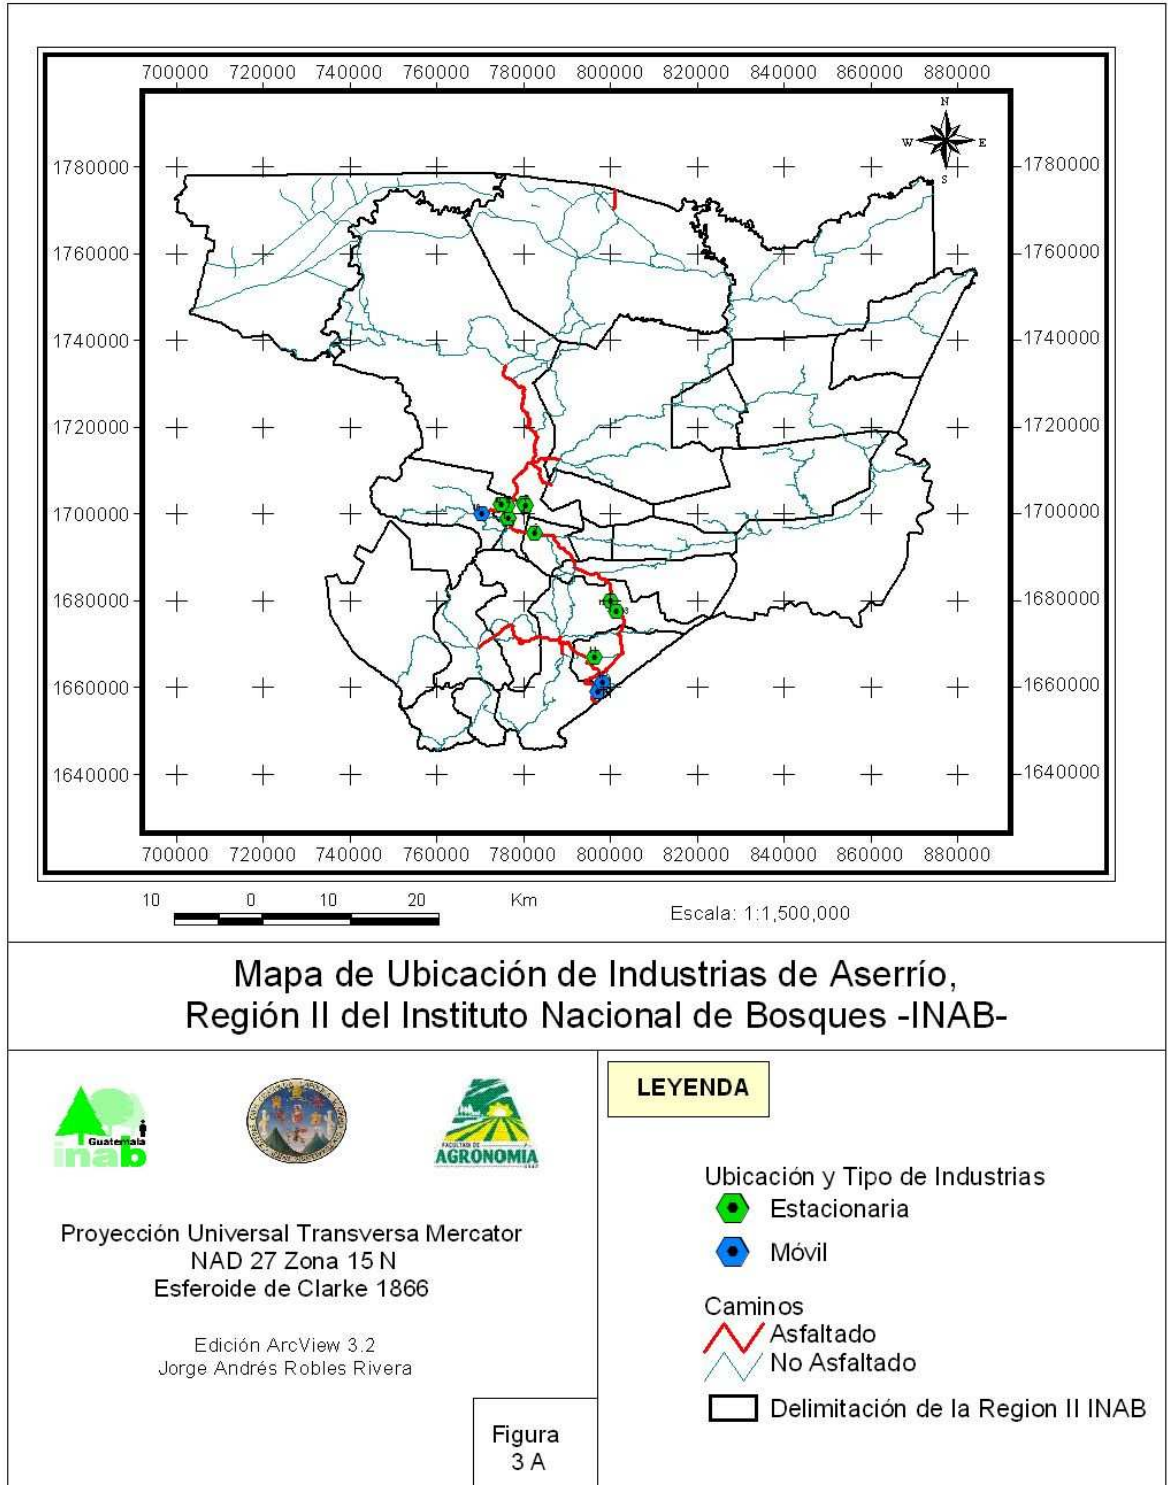 700000 720000 740000 760000 780000 800000 820000 840000 860000 880000
N
W E
S
1780000 1780000
1760000 1760000
1740000 1740000
1720000 1720000
1700000 1700000
1680000 1680000
1660000 1660000
1640000 1640000
700000 720000 740000 760000 780000 800000 820000 840000 860000 880000
10 0 10 20 Km
Escala: 1:1,500,000
Mapa de Ubicación de Industrias de Aserrío,
Región II del Instituto Nacional de Bosques -INAB-
Guatemala
inab
FACULTAD DE
AGRONOMIA
Proyección Universal Transversa Mercator
NAD 27 Zona 15 N
Esferoide de Clarke 1866
Edición ArcView 3.2
Jorge Andrés Robles Rivera
Figura
3 A
LEYENDA
Ubicación y Tipo de Industrias
Estacionaria
Móvil
Caminos
Asfaltado
No Asfaltado
Delimitación de la Region II INAB